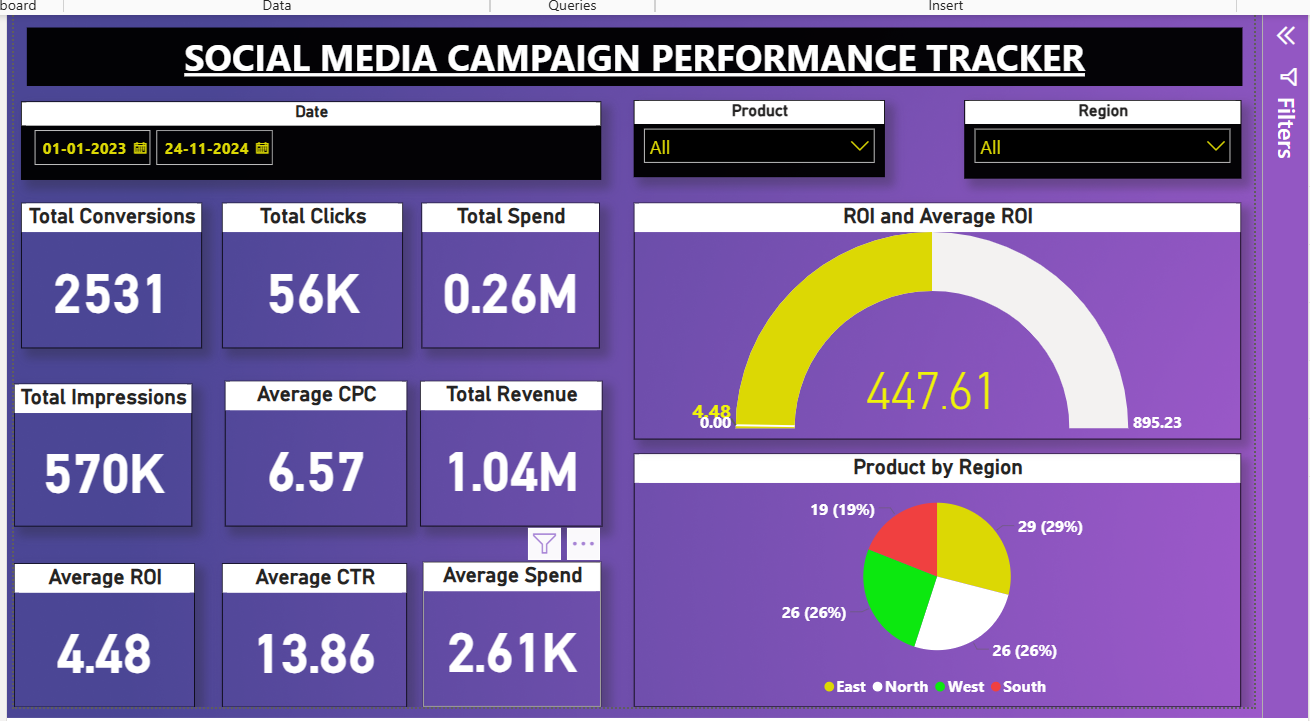 board
Data
Queries
Insert
SOCIAL MEDIA CAMPAIGN PERFORMANCE TRACKER
Date
01-01-2023
24-11-2024
Product
All
Region
All
Filters
Total Conversions
2531
Total Clicks
56K
Total Spend
0.26M
ROI and Average ROI
447.61
4.48
0.00
895.23
Total Impressions
570K
Average CPC
6.57
Total Revenue
1.04M
Product by Region
19 (19%)
29 (29%)
26 (26%)
26 (26%)
East North West South
Average ROI
4.48
Average CTR
13.86
Average Spend
2.61K